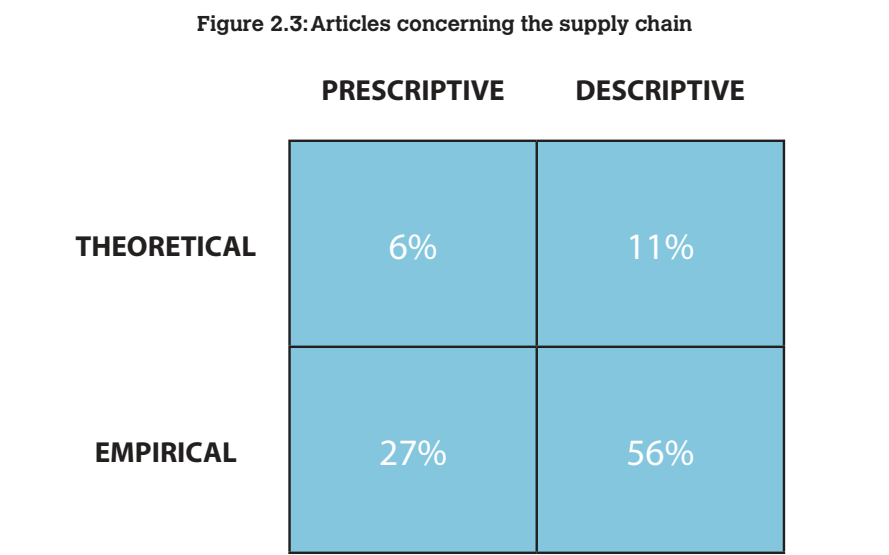 Figure 2.3: Articles concerning the supply chain
PRESCRIPTIVE DESCRIPTIVE
THEORETICAL 6% 11%
EMPIRICAL 27% 56%